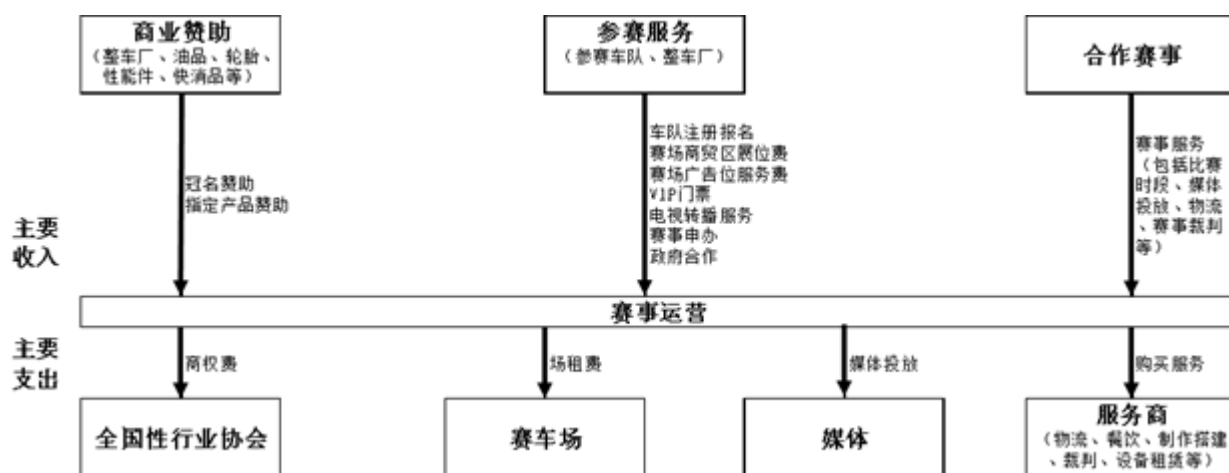 商业赞助
（整车厂、油品、轮胎、
性能件、快消品等）
参赛服务
（参赛车队、整车厂）
合作赛事
冠名赞助
指定产品赞助
车队注册报名
赛场商贸区展位费
赛场广告位服务费
VIP门票
电视转播服务
赛事申办
政府合作
赛事服务
（包括比赛
时段、媒体
投放、物流
、赛事裁判
等）
主要
收入
赛事运营
主要
支出
商权费
场租费
媒体投放
购买服务
全国性行业协会
赛车场
媒体
服务商
（物流、餐饮、制作搭建
、裁判、设备租赁等）